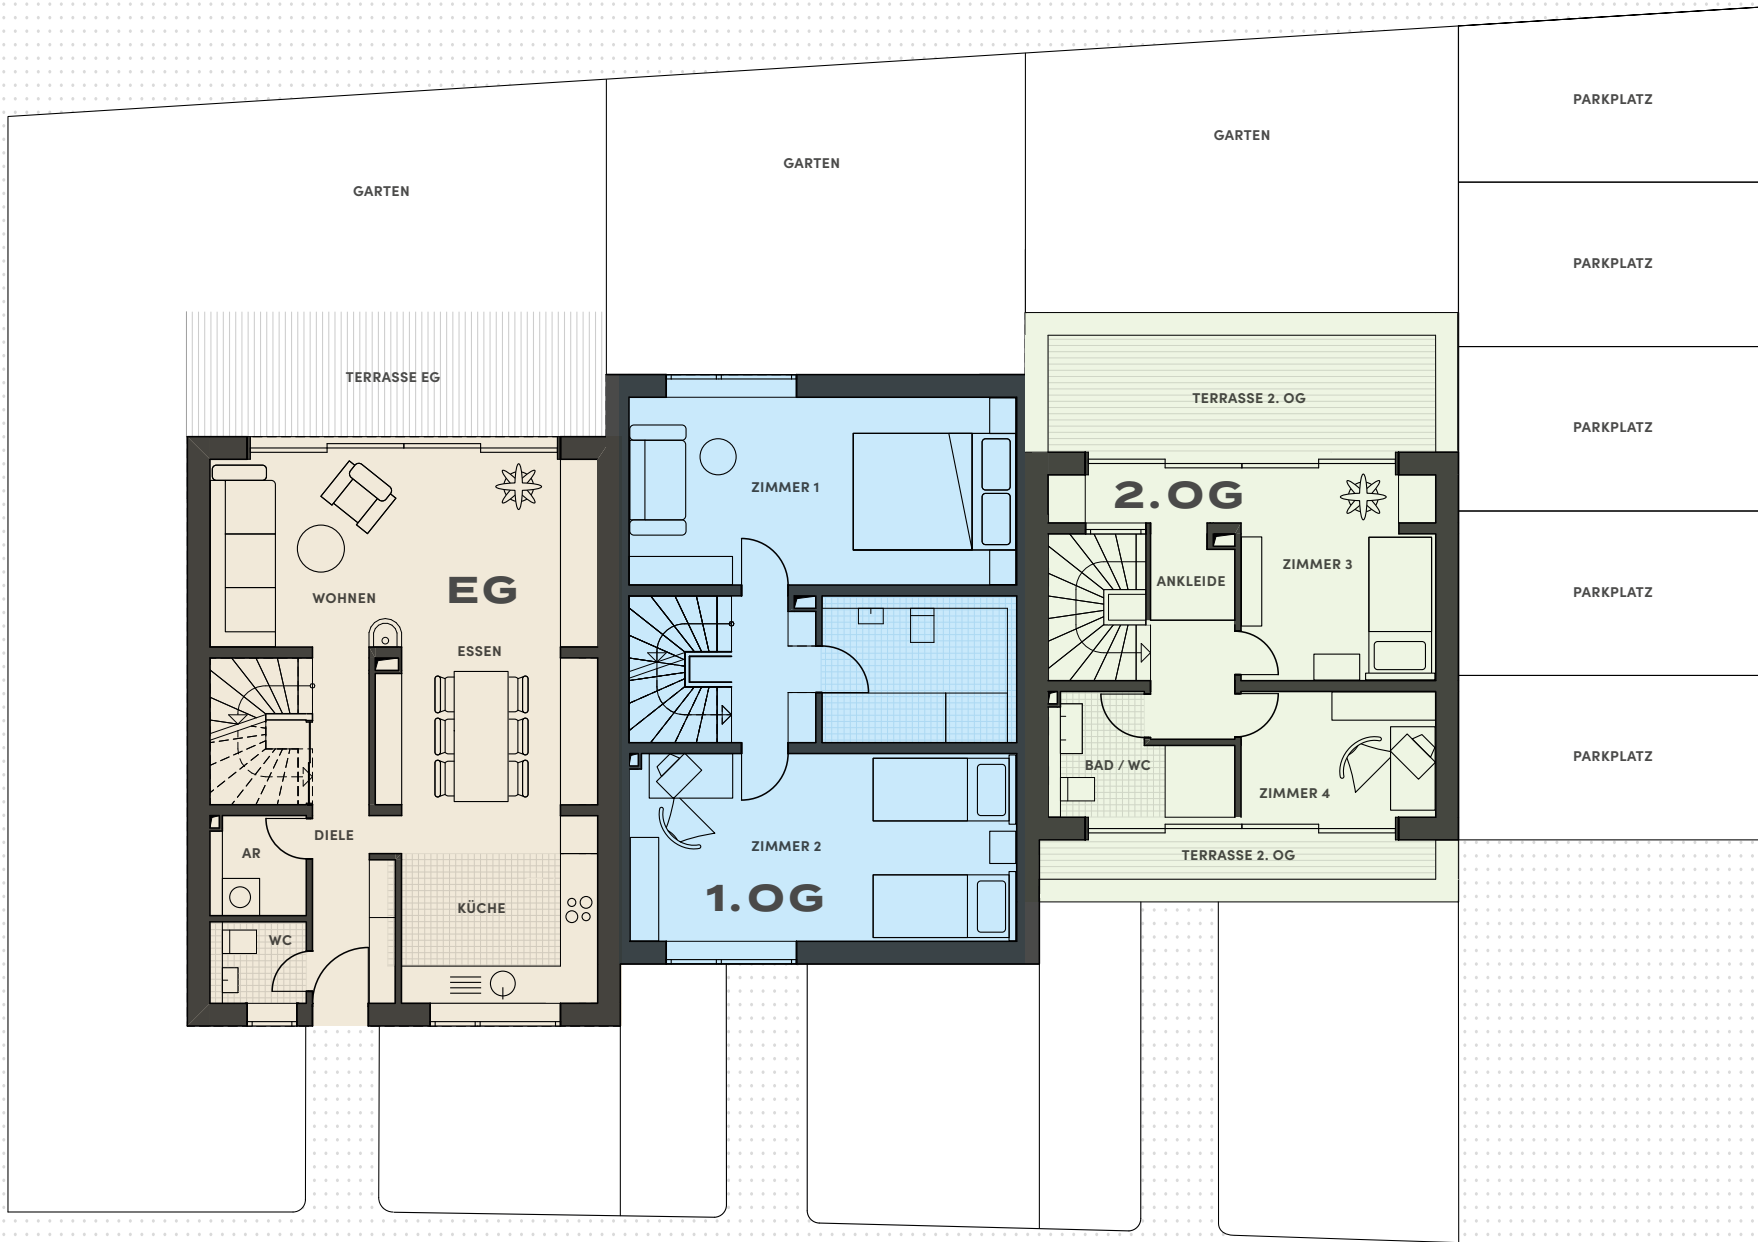 PARKPLATZ
GARTEN
GARTEN
GARTEN
PARKPLATZ
TERRASSE EG
TERRASSE 2. OG
PARKPLATZ
ZIMMER 1
2.OG
ZIMMER 3
ANKLEIDE
EG
WOHNEN
PARKPLATZ
ESSEN
PARKPLATZ
BAD / WC
ZIMMER 4
DIELE
AR
ZIMMER 2
TERRASSE 2. OG
1.OG
KÜCHE
WC